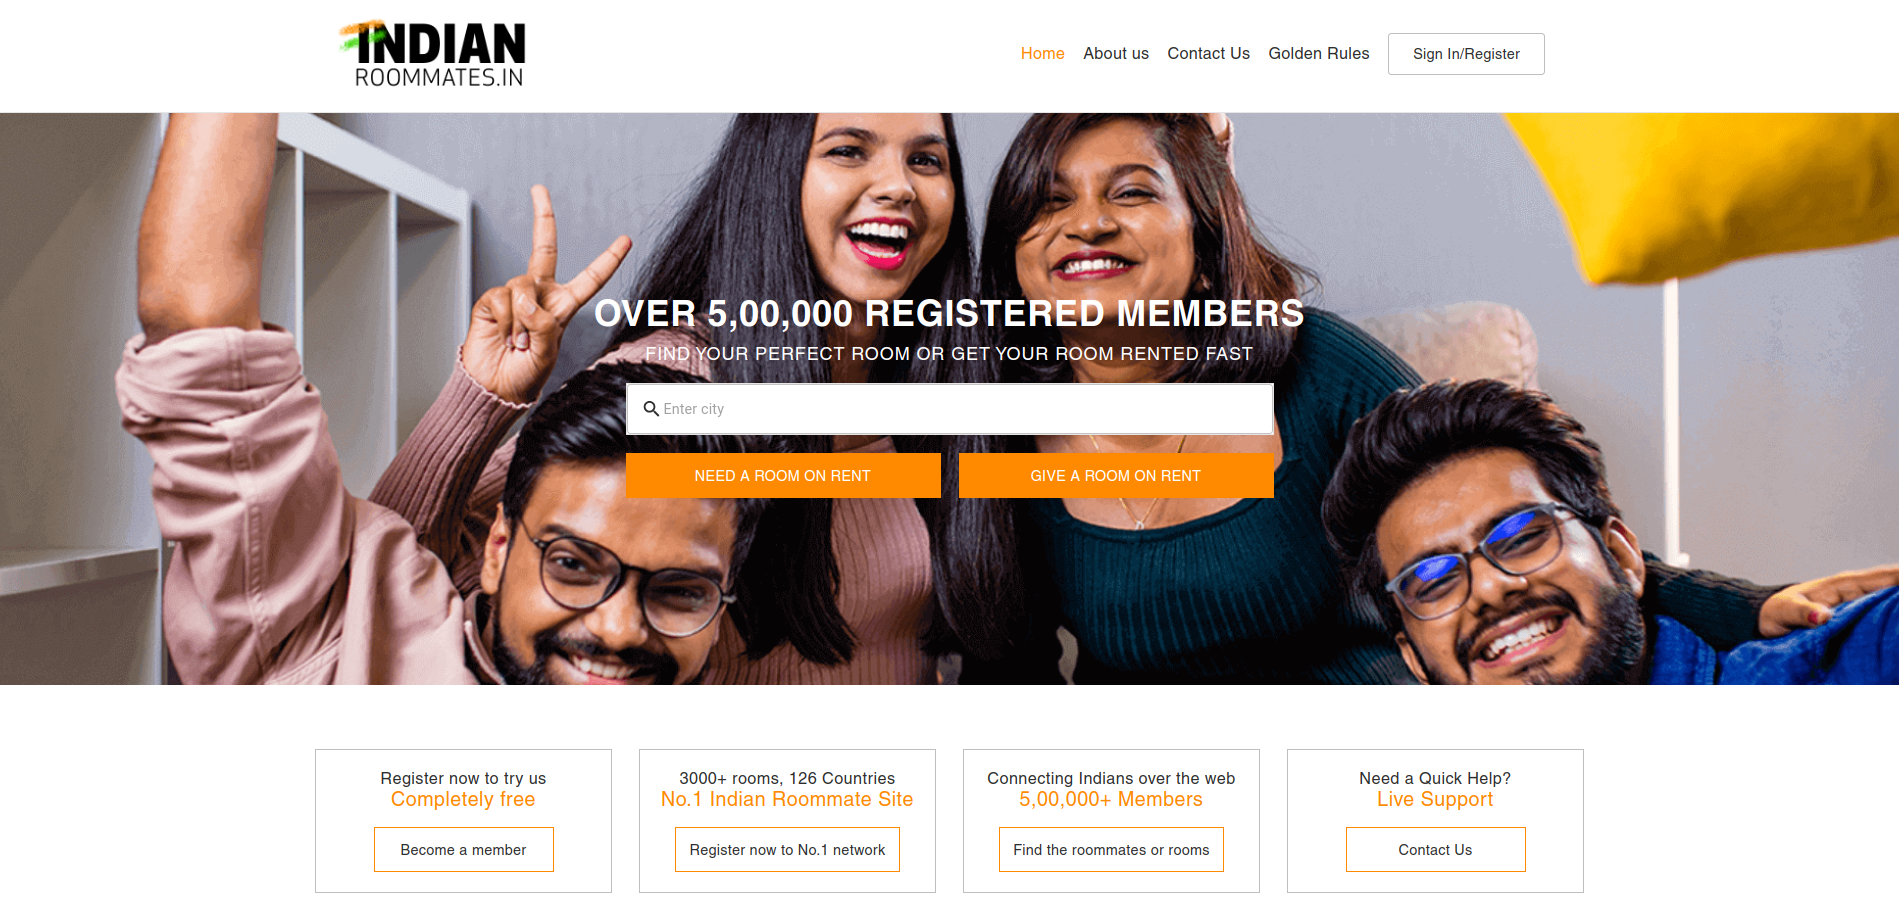 INDIAN
ROOMMATES.IN
Home About us Contact Us Golden Rules Sign In/Register
OVER 5,00,000 REGISTERED MEMBERS
FIND YOUR PERFECT ROOM OR GET YOUR ROOM RENTED FAST
Enter city
NEED A ROOM ON RENT GIVE A ROOM ON RENT
Register now to try us
Completely free
Become a member
3000+ rooms, 126 Countries
No.1 Indian Roommate Site
Register now to No.1 network
Connecting Indians over the web
5,00,000+ Members
Find the roommates or rooms
Need a Quick Help?
Live Support
Contact Us